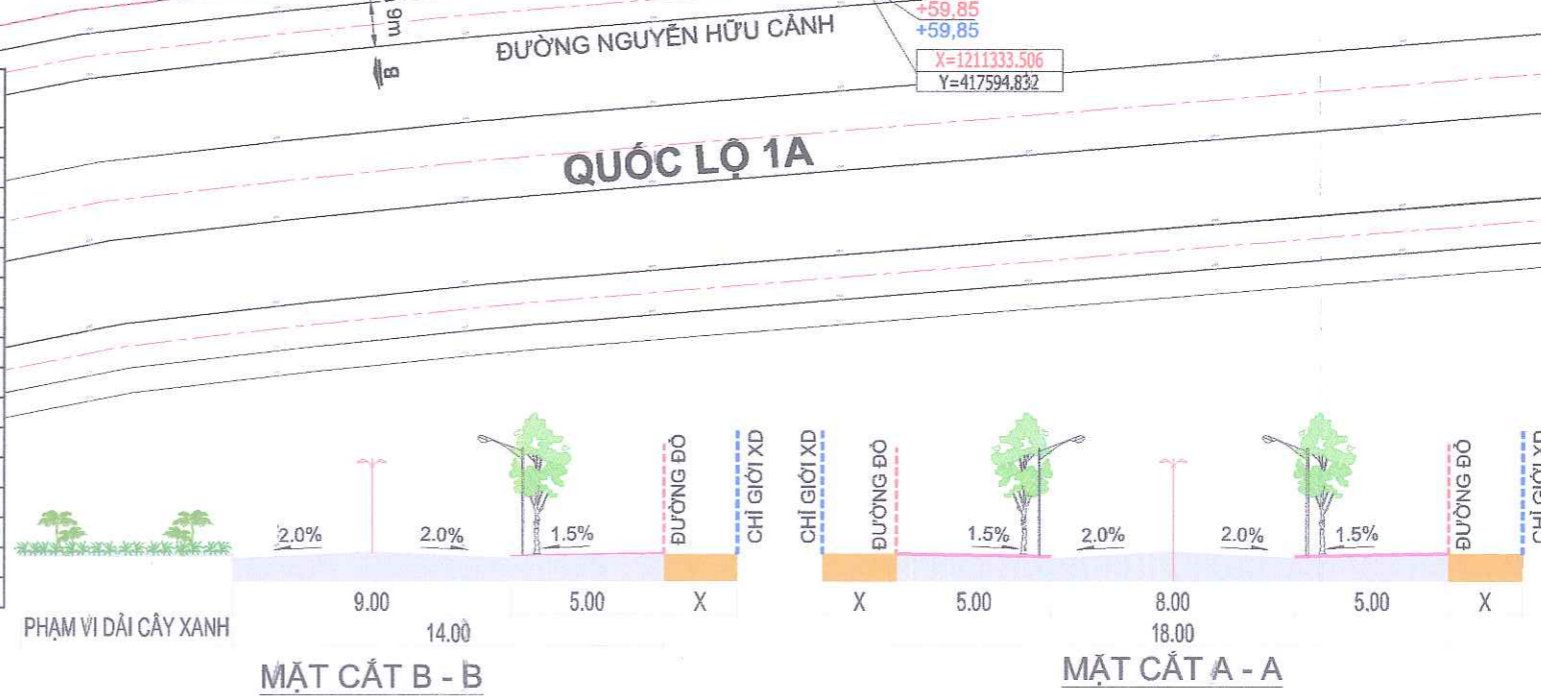 9m
B
ĐƯỜNG NGUYỄN HỮU CẢNH
+59,85
+59,85
X=1211333.506
Y=417594.832
QUỐC LỘ 1A
2.0%
2.0%
1.5%
ĐƯỜNG ĐỎ
CHỈ GIỚI XD
CHỈ GIỚI XD
ĐƯỜNG ĐỎ
1.5%
2.0%
2.0%
1.5%
ĐƯỜNG ĐỎ
CHỈ GIỚI XD
9.00
5.00
X
X
5.00
8.00
5.00
X
PHẠM VI DẢI CÂY XANH
14.00
18.00
MẶT CẮT B - B
MẶT CẮT A - A